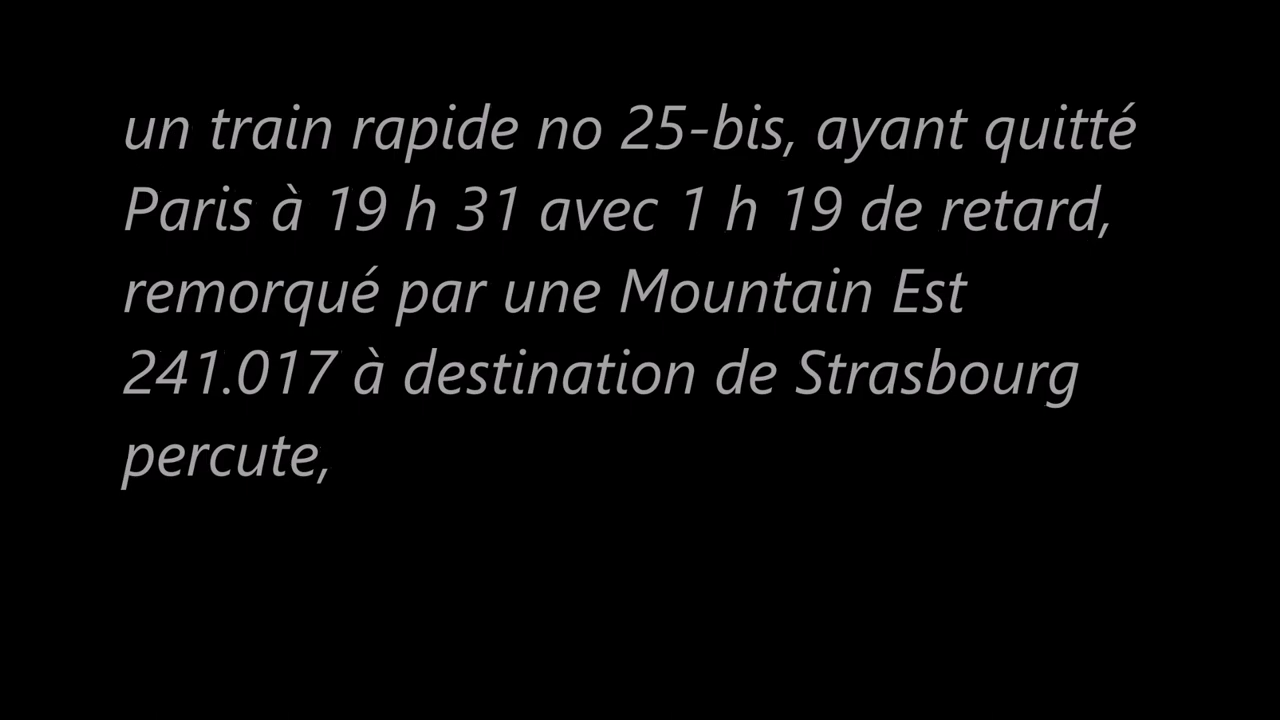 un train rapide no 25-bis, ayant quitté
Paris à 19 h 31 avec 1 h 19 de retard,
remorqué par une Mountain Est
241.017 à destination de Strasbourg
percute,